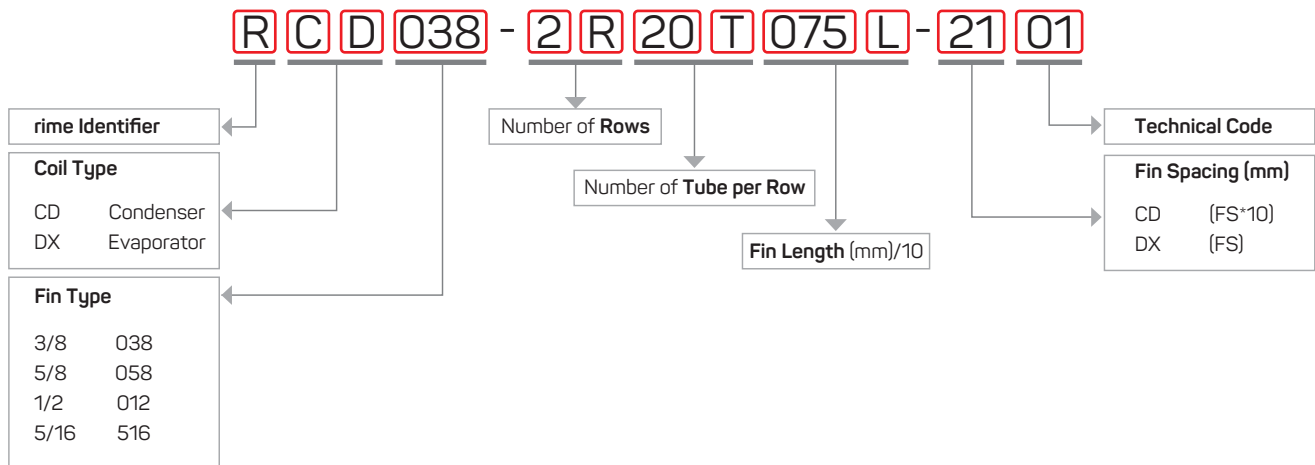 RCD038-2R20T075L-2101
rime Identifier
Coil Type
CD Condenser
DX Evaporator
Fin Type
3/8 038
5/8 058
1/2 012
5/16 516
Number of Rows
Number of Tube per Row
Fin Length (mm)/10
Technical Code
Fin Spacing (mm)
CD (FS*10)
DX (FS)